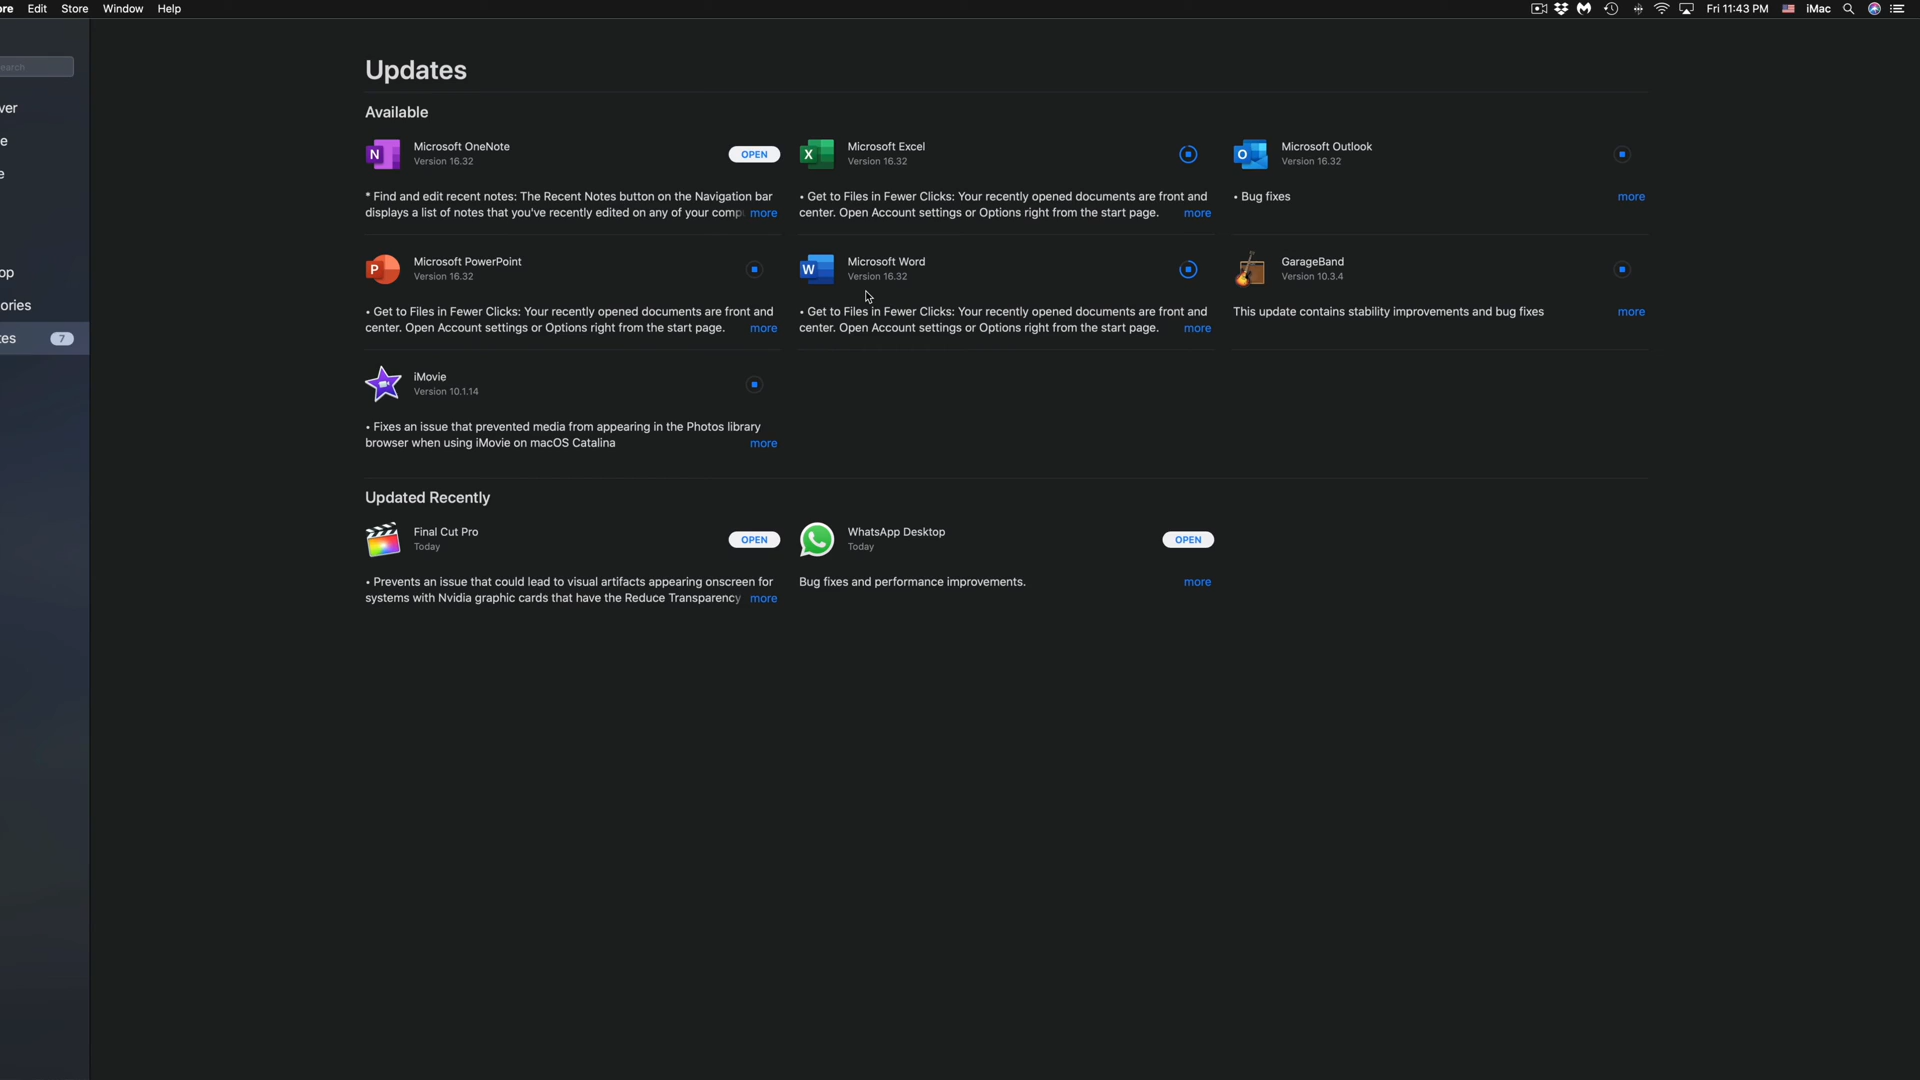 ore Edit Store Window Help Fri 11:43 PM iMac
earch
ver
e
e
op
ories
tes 7
Updates
Available
Microsoft OneNote
Version 16.32
OPEN
* Find and edit recent notes: The Recent Notes button on the Navigation bar
displays a list of notes that you've recently edited on any of your comp more
Microsoft Excel
Version 16.32
• Get to Files in Fewer Clicks: Your recently opened documents are front and
center. Open Account settings or Options right from the start page. more
Microsoft Outlook
Version 16.32
• Bug fixes more
Microsoft PowerPoint
Version 16.32
• Get to Files in Fewer Clicks: Your recently opened documents are front and
center. Open Account settings or Options right from the start page. more
Microsoft Word
Version 16.32
• Get to Files in Fewer Clicks: Your recently opened documents are front and
center. Open Account settings or Options right from the start page. more
GarageBand
Version 10.3.4
This update contains stability improvements and bug fixes more
iMovie
Version 10.1.14
• Fixes an issue that prevented media from appearing in the Photos library
browser when using iMovie on macOS Catalina more
Updated Recently
Final Cut Pro
Today
OPEN
• Prevents an issue that could lead to visual artifacts appearing onscreen for
systems with Nvidia graphic cards that have the Reduce Transparency more
WhatsApp Desktop
Today
OPEN
Bug fixes and performance improvements. more